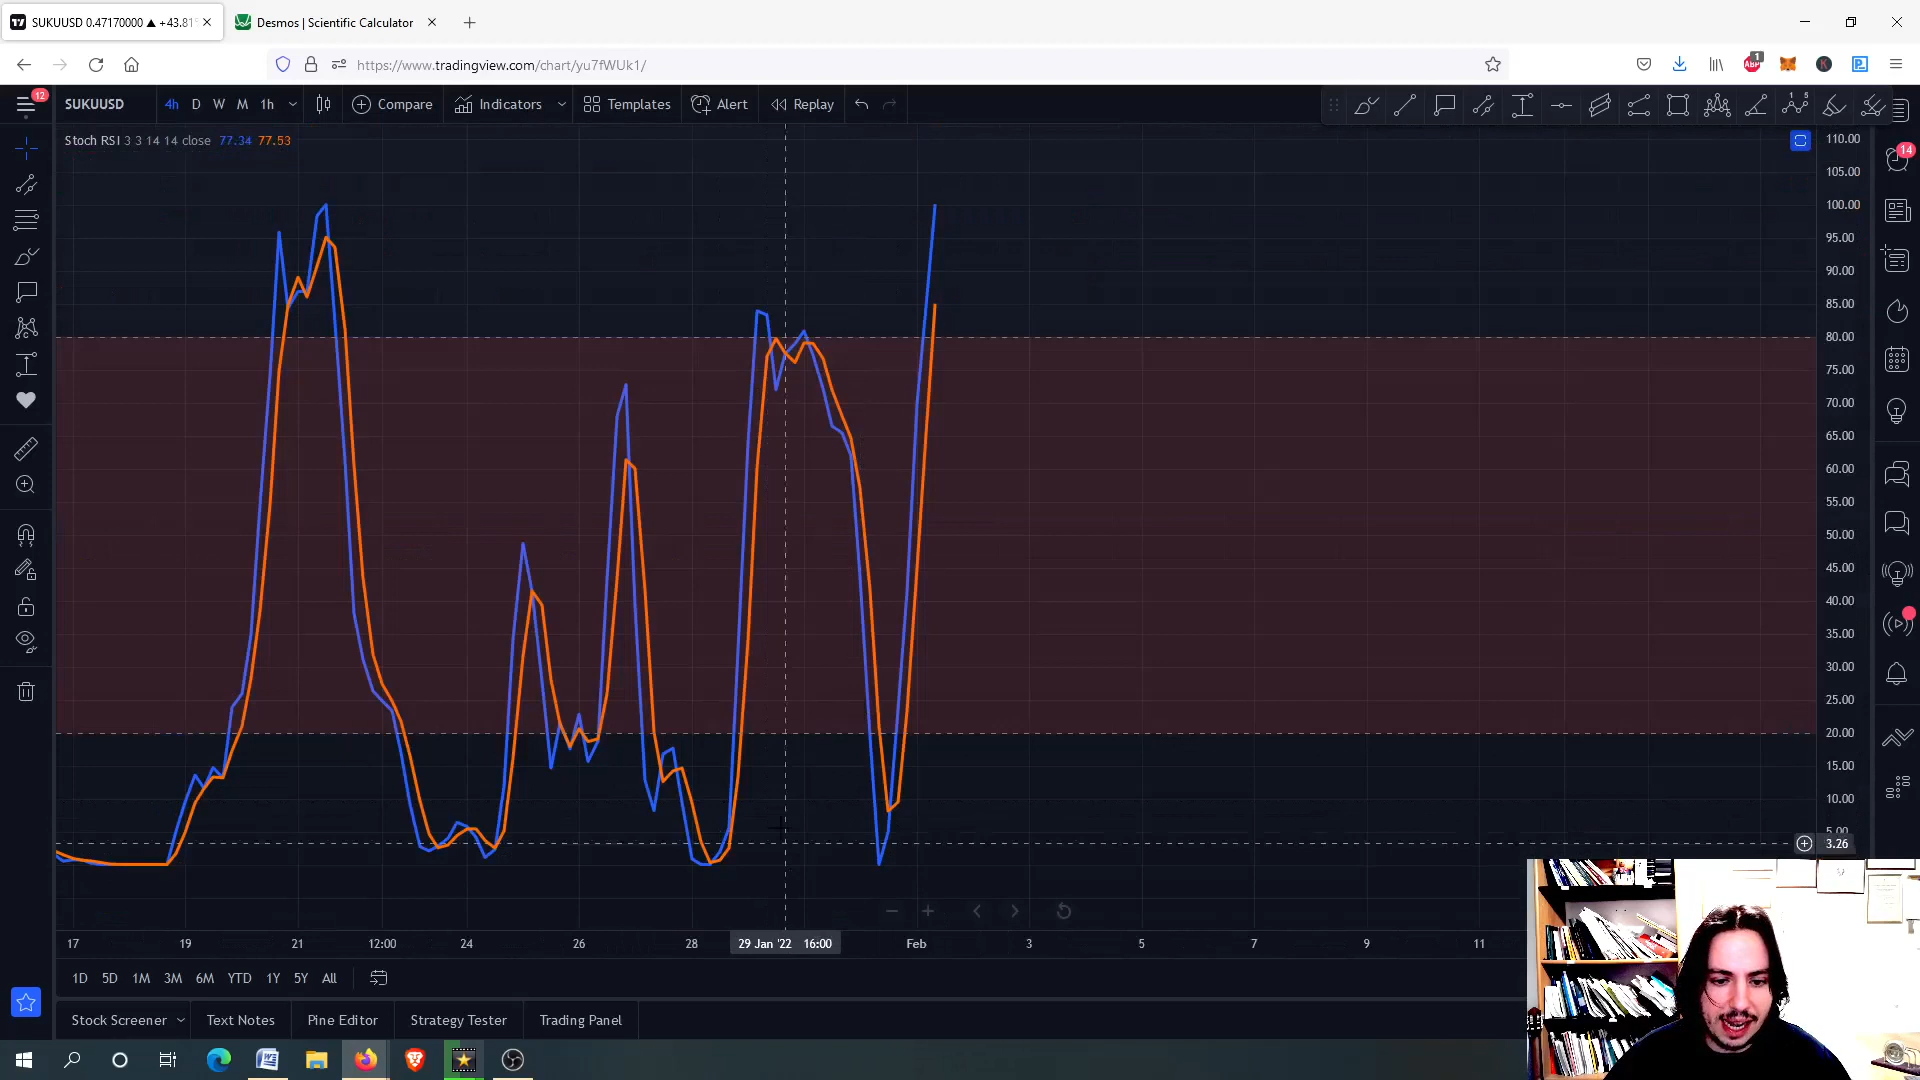 SUKUUSD 0.47170000 ▲ +43.81
Desmos | Scientific Calculator
https://www.tradingview.com/chart/yu7fWUk1/
1
12
SUKUUSD
4h
D
W
M
1h
Compare
Indicators
Templates
Alert
Replay
Stoch RSI 3 3 14 14 close 77.34 77.53
14
110.00
105.00
100.00
95.00
90.00
85.00
80.00
75.00
70.00
65.00
60.00
55.00
50.00
45.00
40.00
35.00
30.00
25.00
20.00
15.00
10.00
5.00
3.26
17
19
21
12:00
24
26
28
29 Jan '22 16:00
Feb
3
5
7
9
11
1D
5D
1M
3M
6M
YTD
1Y
5Y
All
Stock Screener
Text Notes
Pine Editor
Strategy Tester
Trading Panel